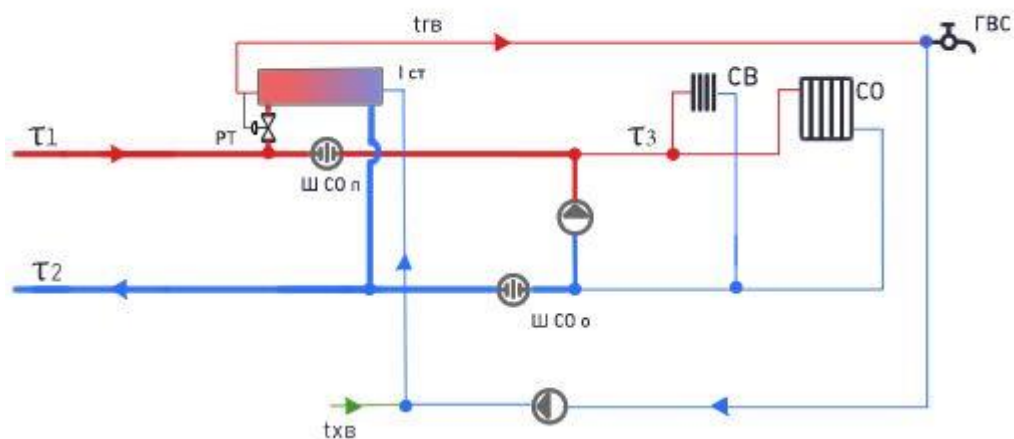 tгв
ГВС
I ст
СВ
СО
τ1
РТ
τ3
Ш СО п
τ2
Ш СО о
tхв